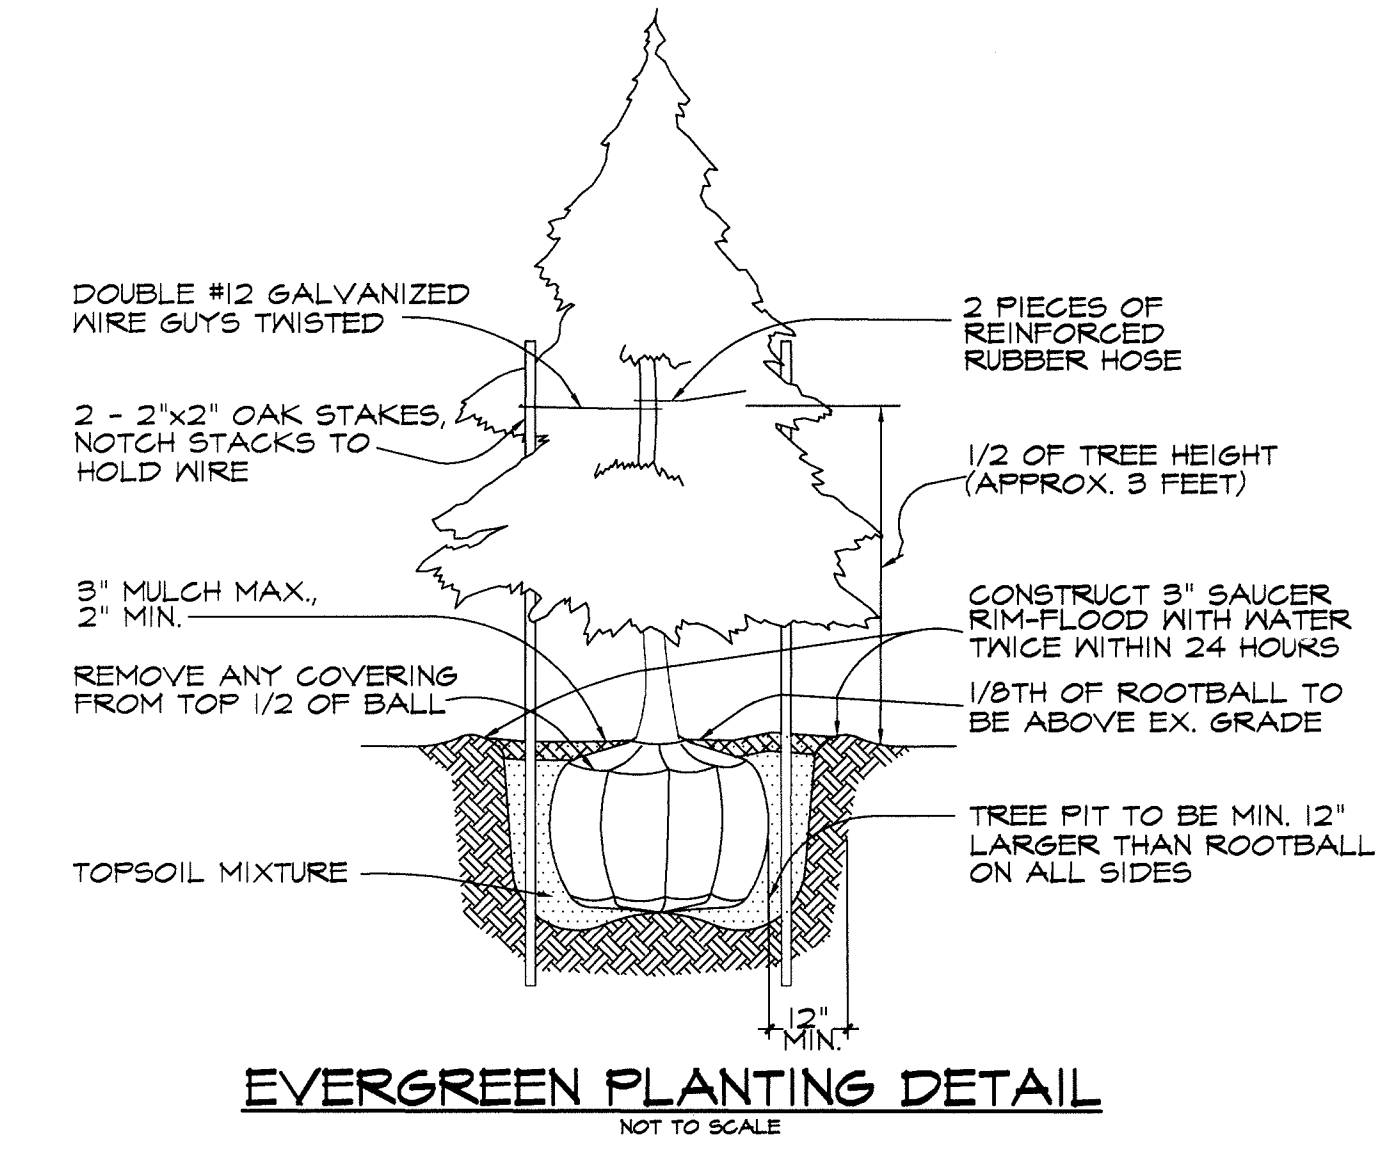 DOUBLE #12 GALVANIZED
WIRE GUYS TWISTED
2 - 2"x2" OAK STAKES,
NOTCH STACKS TO
HOLD WIRE
3" MULCH MAX.,
2" MIN.
REMOVE ANY COVERING
FROM TOP 1/2 OF BALL
TOPSOIL MIXTURE
2 PIECES OF
REINFORCED
RUBBER HOSE
1/2 OF TREE HEIGHT
(APPROX. 3 FEET)
CONSTRUCT 3" SAUCER
RIM-FLOOD WITH WATER
TWICE WITHIN 24 HOURS
1/8TH OF ROOTBALL TO
BE ABOVE EX. GRADE
TREE PIT TO BE MIN. 12"
LARGER THAN ROOTBALL
ON ALL SIDES
12"
MIN.
EVERGREEN PLANTING DETAIL
NOT TO SCALE